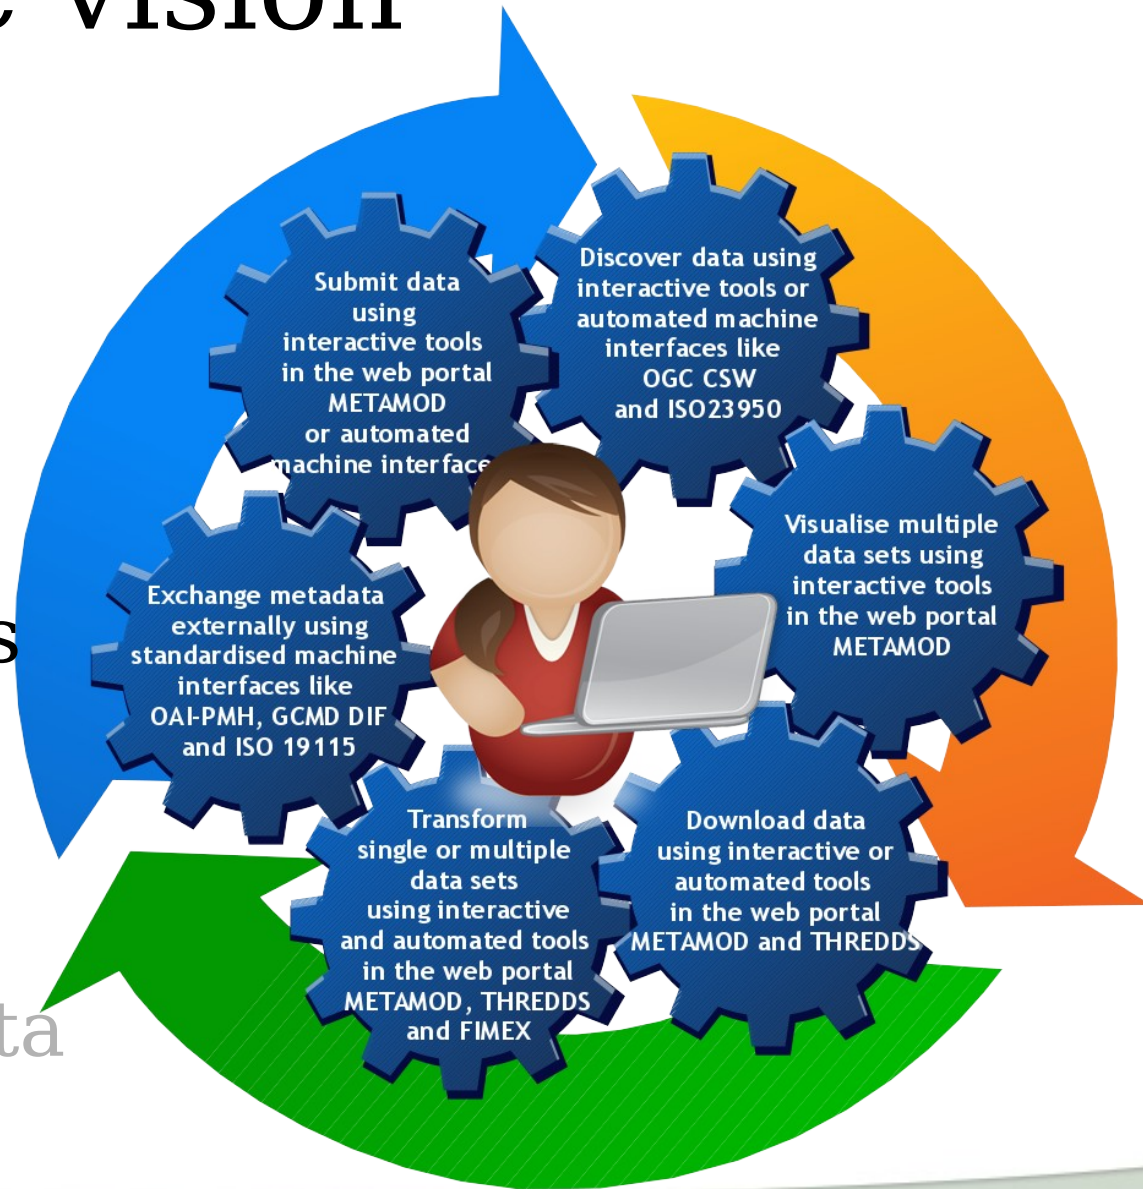 vision
Submit data
using
interactive tools
in the web portal
METAMOD
or automated
machine interface
Discover data using
interactive tools or
automated machine
interfaces like
OGC CSW
and ISO23950
Visualise multiple
data sets using
interactive tools
in the web portal
METAMOD
Exchange metadata
externally using
standardised machine
interfaces like
OAI-PMH, GCMD DIF
and ISO 19115
s
Transform
single or multiple
data sets
using interactive
and automated tools
in the web portal
METAMOD, THREDDS
and FIMEX
Download data
using interactive or
automated tools
in the web portal
METAMOD and THREDDS
ta